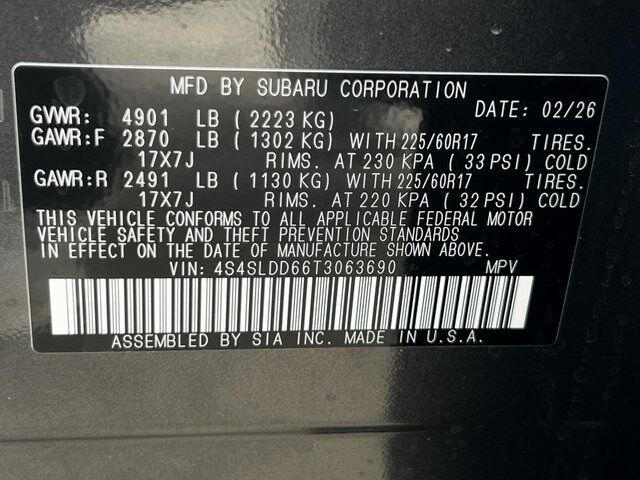 MFD BY SUBARU CORPORATION
DATE: 02/26
GVWR: 4901 LB (2223 KG)
GAWR:F 2870 LB (1302 KG) WITH 225/60R17 TIRES.
17X7J RIMS. AT 230 KPA (33 PSI) COLD
GAWR:R 2491 LB (1130 KG) WITH 225/60R17 TIRES.
17X7J RIMS. AT 220 KPA (32 PSI) COLD
THIS VEHICLE CONFORMS TO ALL APPLICABLE FEDERAL MOTOR
VEHICLE SAFETY AND THEFT PREVENTION STANDARDS
IN EFFECT ON THE DATE OF MANUFACTURE SHOWN ABOVE.
VIN: 4S4SLDD66T3063690 MPV
ASSEMBLED BY SIA INC. MADE IN U.S.A.